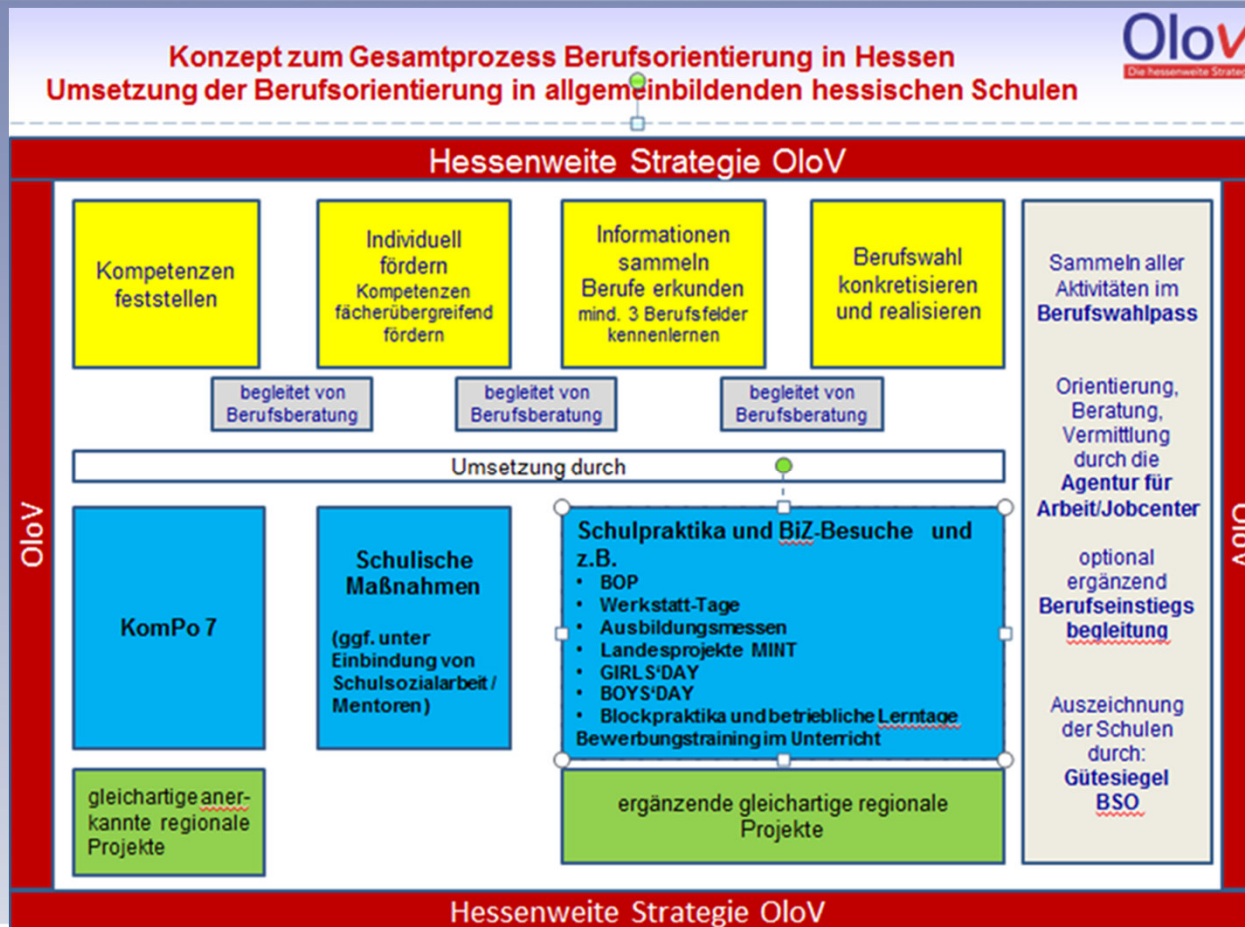 Konzept zum Gesamtprozess Berufsorientierung in Hessen
Umsetzung der Berufsorientierung in allgemeinbildenden hessischen Schulen
OloV
Die hessenweite Strategie
Hessenweite Strategie OloV
OloV
Kompetenzen
feststellen
Individuell
fördern
Kompetenzen
fächerübergreifend
fördern
Informationen
sammeln
Berufe erkunden
mind. 3 Berufsfelder
kennenlernen
Berufswahl
konkretisieren
und realisieren
begleitet von
Berufsberatung
begleitet von
Berufsberatung
begleitet von
Berufsberatung
Umsetzung durch
KomPo 7
Schulische
Maßnahmen
(ggf. unter
Einbindung von
Schulsozialarbeit /
Mentoren)
Schulpraktika und BiZ-Besuche und
z.B.
• BOP
• Werkstatt-Tage
• Ausbildungsmessen
• Landesprojekte MINT
• GIRLS'DAY
• BOYS'DAY
• Blockpraktika und betriebliche Lerntage
Bewerbungstraining im Unterricht
gleichartige aner-
kannte regionale
Projekte
ergänzende gleichartige regionale
Projekte
Sammeln aller
Aktivitäten im
Berufswahlpass
Orientierung,
Beratung,
Vermittlung
durch die
Agentur für
Arbeit/Jobcenter
optional
ergänzend
Berufseinstiegs
begleitung
Auszeichnung
der Schulen
durch:
Gütesiegel
BSO
OloV
Hessenweite Strategie OloV